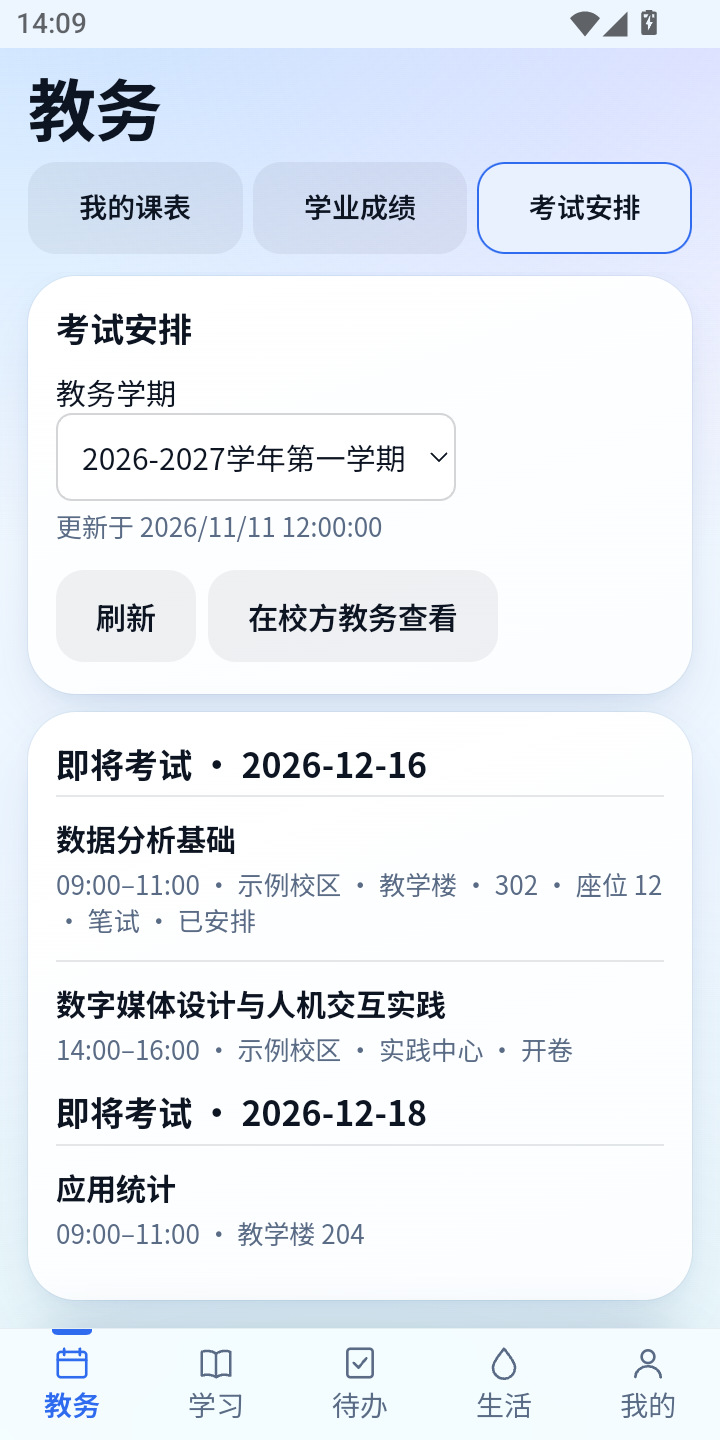 14:09
教务
我的课表
学业成绩
考试安排
考试安排
教务学期
2026-2027学年第一学期
更新于 2026/11/11 12:00:00
刷新
在校方教务查看
即将考试 · 2026-12-16
数据分析基础
09:00–11:00 · 示例校区 · 教学楼 · 302 · 座位 12
· 笔试 · 已安排
数字媒体设计与人机交互实践
14:00–16:00 · 示例校区 · 实践中心 · 开卷
即将考试 · 2026-12-18
应用统计
09:00–11:00 · 教学楼 204
教务
学习
待办
生活
我的